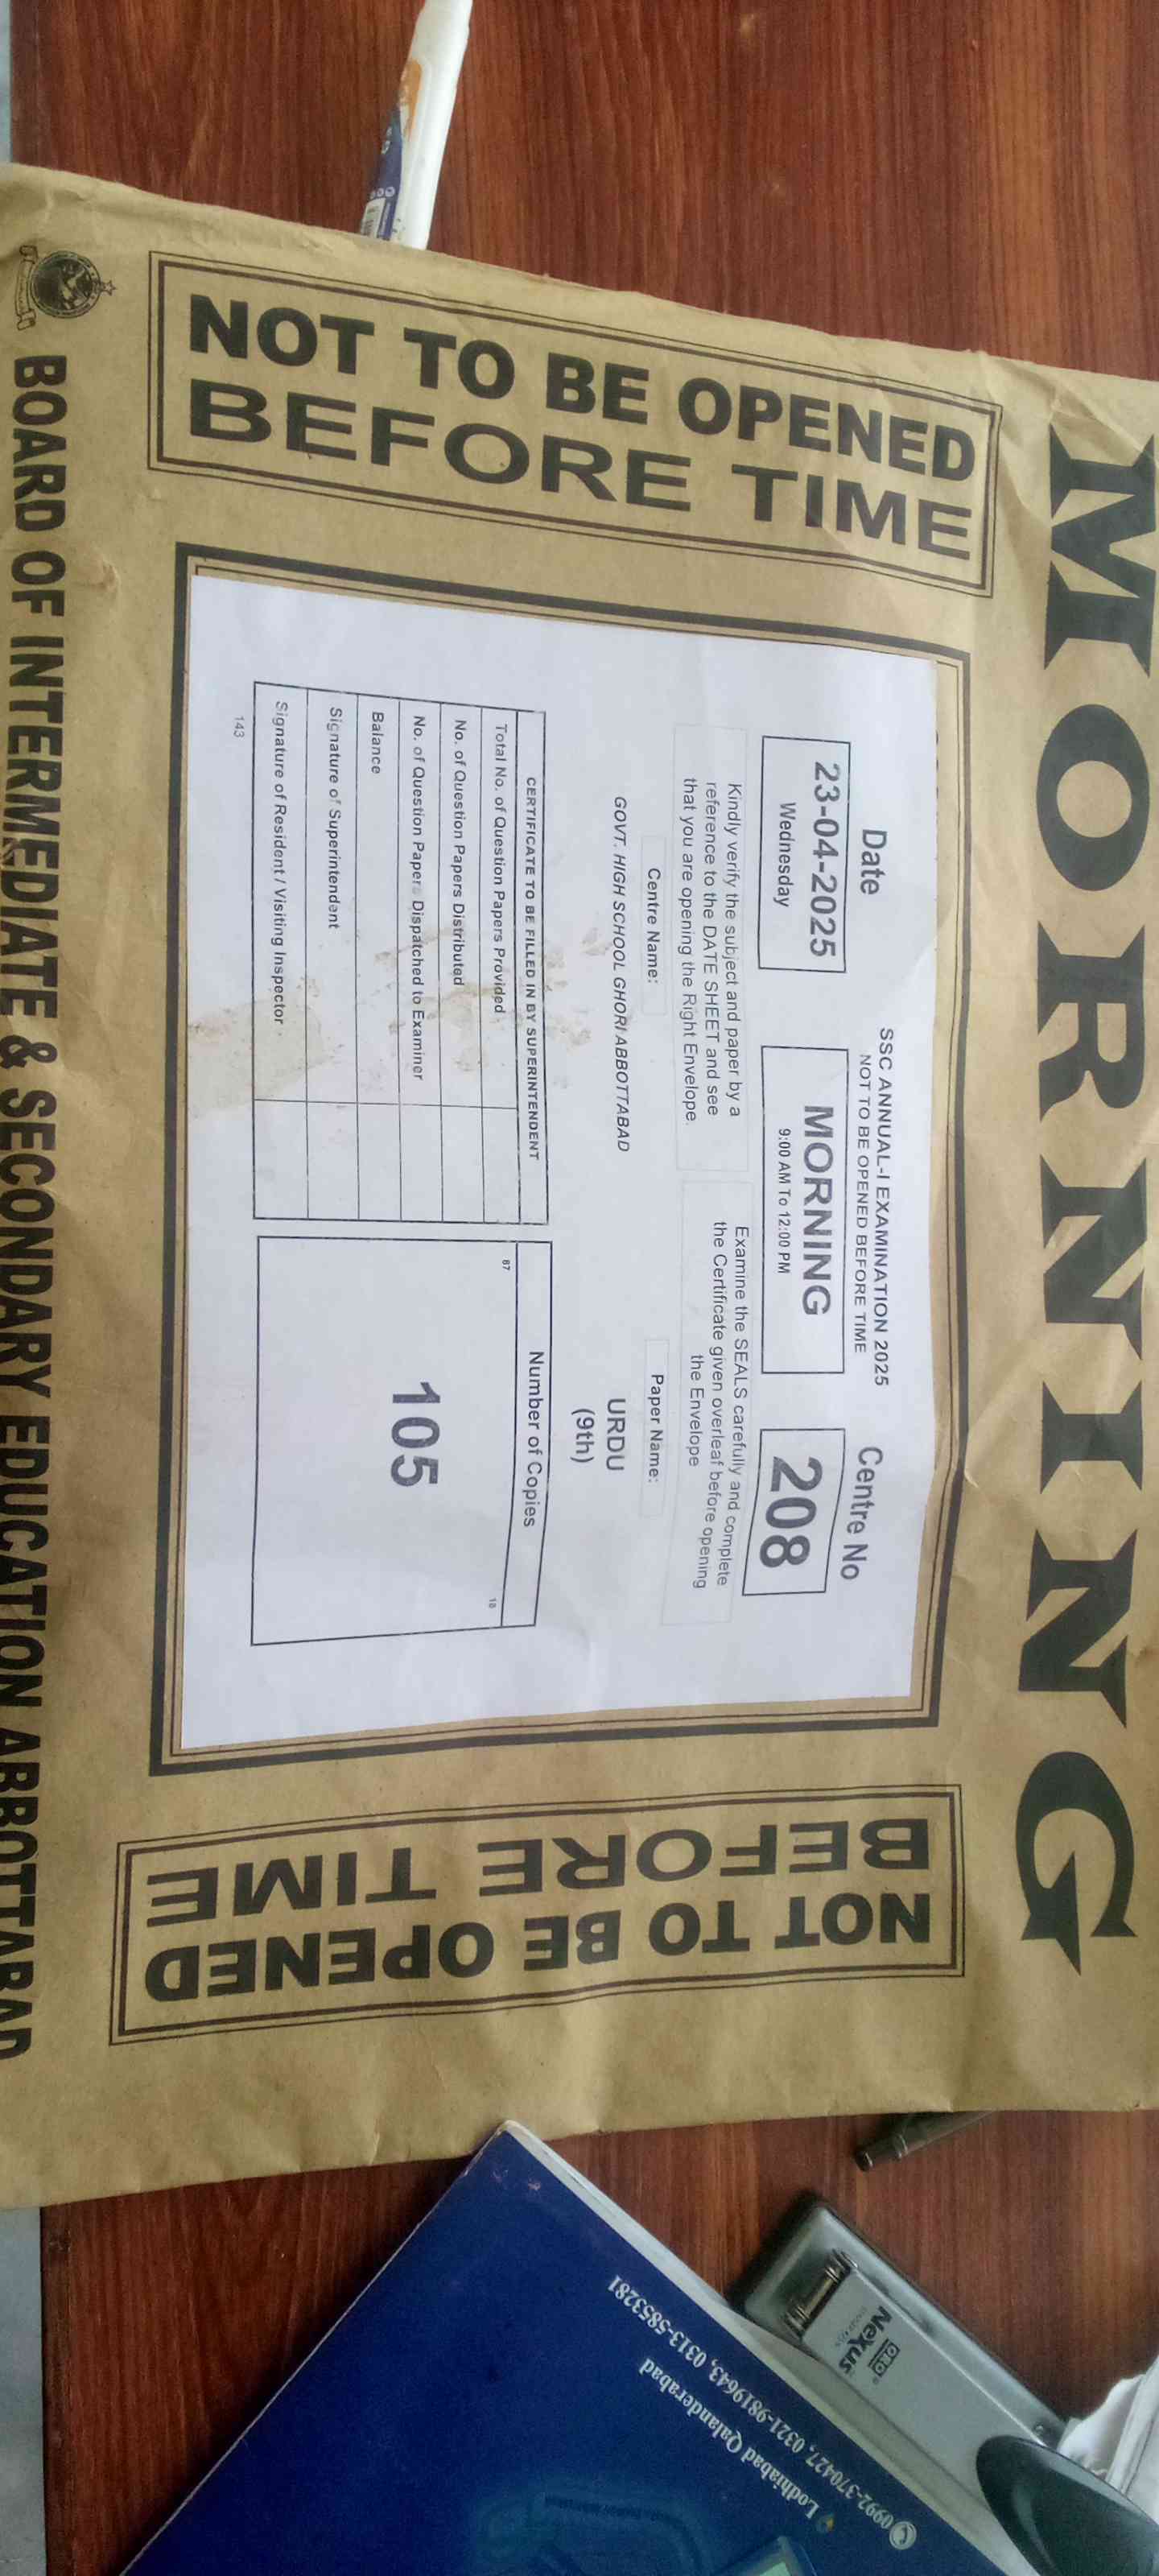 MORNING
NOT TO BE OPENED
BEFORE TIME
SSC ANNUAL-I EXAMINATION 2025
NOT TO BE OPENED BEFORE TIME
Date
23-04-2025
Wednesday
MORNING
9:00 AM To 12:00 PM
Centre No
208
Kindly verify the subject and paper by a
reference to the DATE SHEET and see
that you are opening the Right Envelope.
Examine the SEALS carefully and complete
the Certificate given overleaf before opening
the Envelope
Centre Name:
GOVT. HIGH SCHOOL GHORI ABBOTTABAD
Paper Name:
URDU
(9th)
CERTIFICATE TO BE FILLED IN BY SUPERINTENDENT
Total No. of Question Papers Provided
No. of Question Papers Distributed
No. of Question Papers Dispatched to Examiner
Balance
Signature of Superintendent
Signature of Resident / Visiting Inspector
143
Number of Copies
87
18
105
NOT TO BE OPENED
BEFORE TIME
BOARD OF INTERMEDIATE & SECONDARY EDUCATION ABBOTTABAD
Lodhiabad Qalanderabad
0992-370427, 0321-9819643, 0313-5853281
NeXus